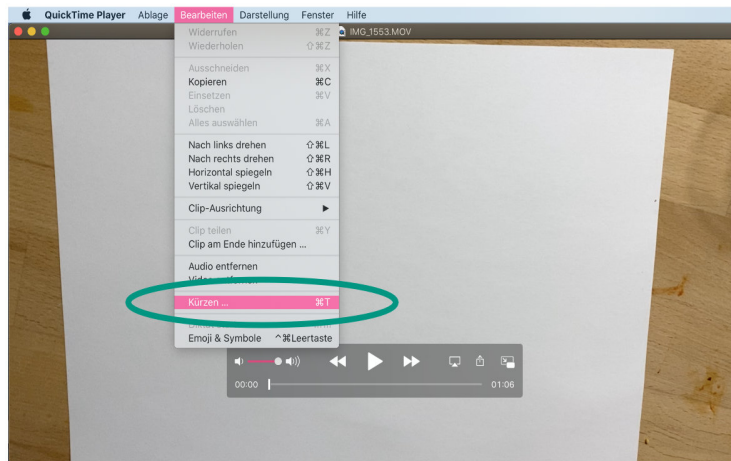 QuickTime Player Ablage Bearbeiten Darstellung Fenster Hilfe
IMG_1553.MOV
Widerrufen ⌘Z
Wiederholen ⇧⌘Z
Ausschneiden ⌘X
Kopieren ⌘C
Einsetzen ⌘V
Löschen
Alles auswählen ⌘A
Nach links drehen ⇧⌘L
Nach rechts drehen ⇧⌘R
Horizontal spiegeln ⇧⌘H
Vertikal spiegeln ⇧⌘V
Clip-Ausrichtung
Clip teilen ⌘Y
Clip am Ende hinzufügen ...
Audio entfernen
Video entfernen
Kürzen ... ⌘T
Emoji & Symbole ^⌘Leertaste
00:00 01:06